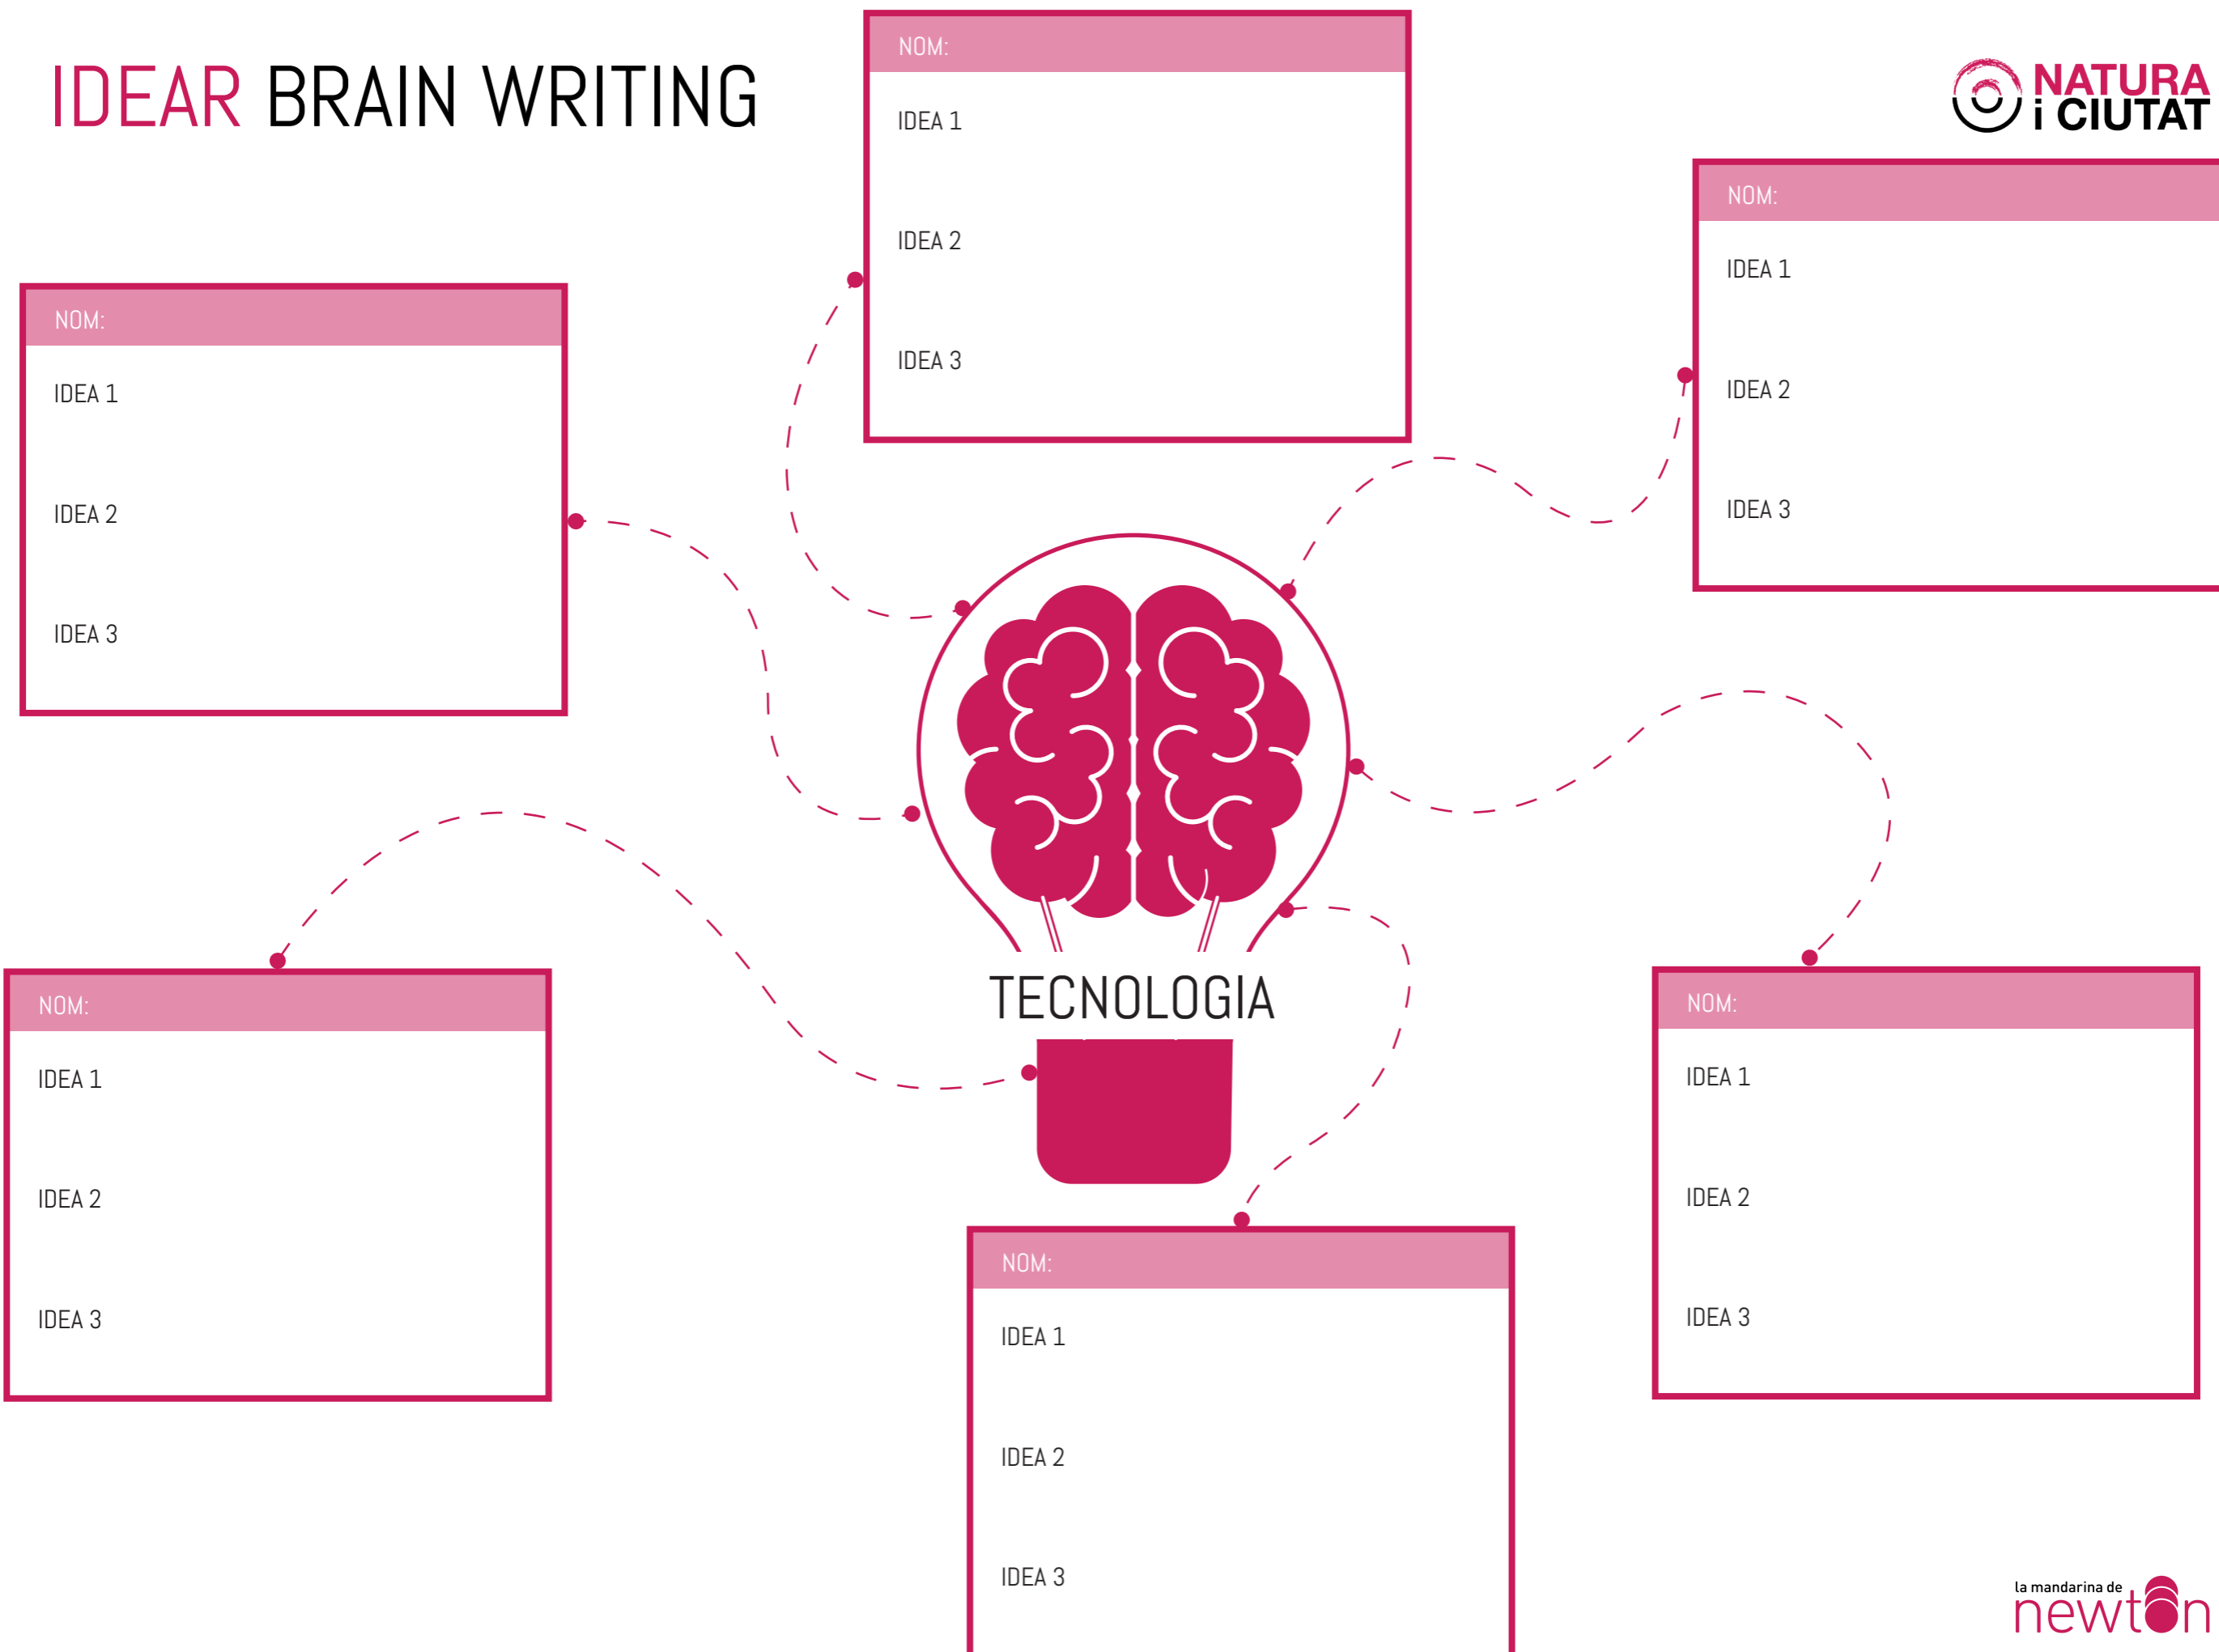 IDEAR BRAIN WRITING
NATURA
i CIUTAT
NOM:
IDEA 1
IDEA 2
IDEA 3
NOM:
IDEA 1
IDEA 2
IDEA 3
NOM:
IDEA 1
IDEA 2
IDEA 3
TECNOLOGIA
NOM:
IDEA 1
IDEA 2
IDEA 3
NOM:
IDEA 1
IDEA 2
IDEA 3
NOM:
IDEA 1
IDEA 2
IDEA 3
la mandarina de
newton